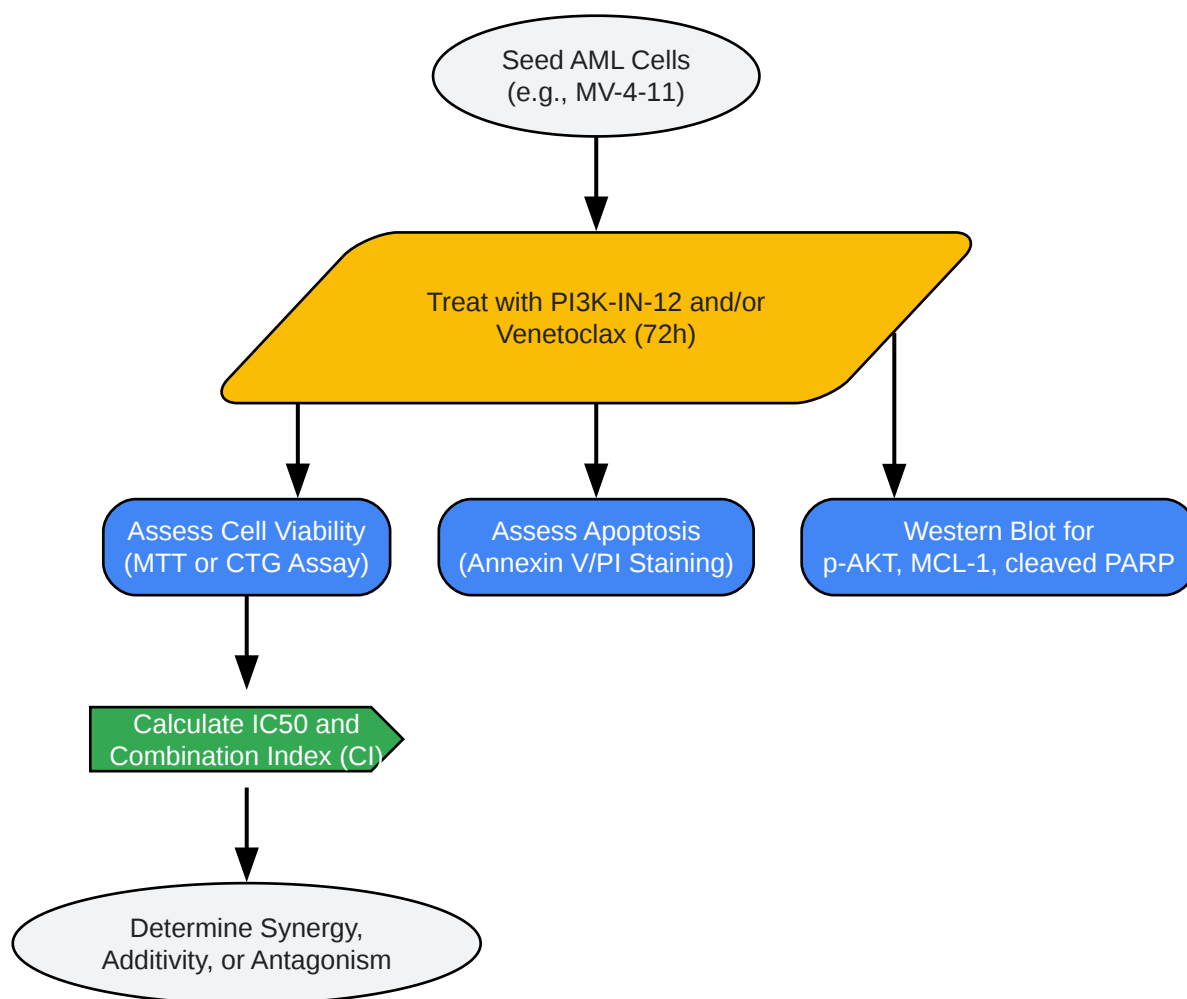 Seed AML Cells
(e.g., MV-4-11)
Treat with PI3K-IN-12 and/or
Venetoclax (72h)
Assess Cell Viability
(MTT or CTG Assay)
Assess Apoptosis
(Annexin V/PI Staining)
Western Blot for
p-AKT, MCL-1, cleaved PARP
Calculate IC50 and
Combination Index (CI)
Determine Synergy,
Additivity, or Antagonism